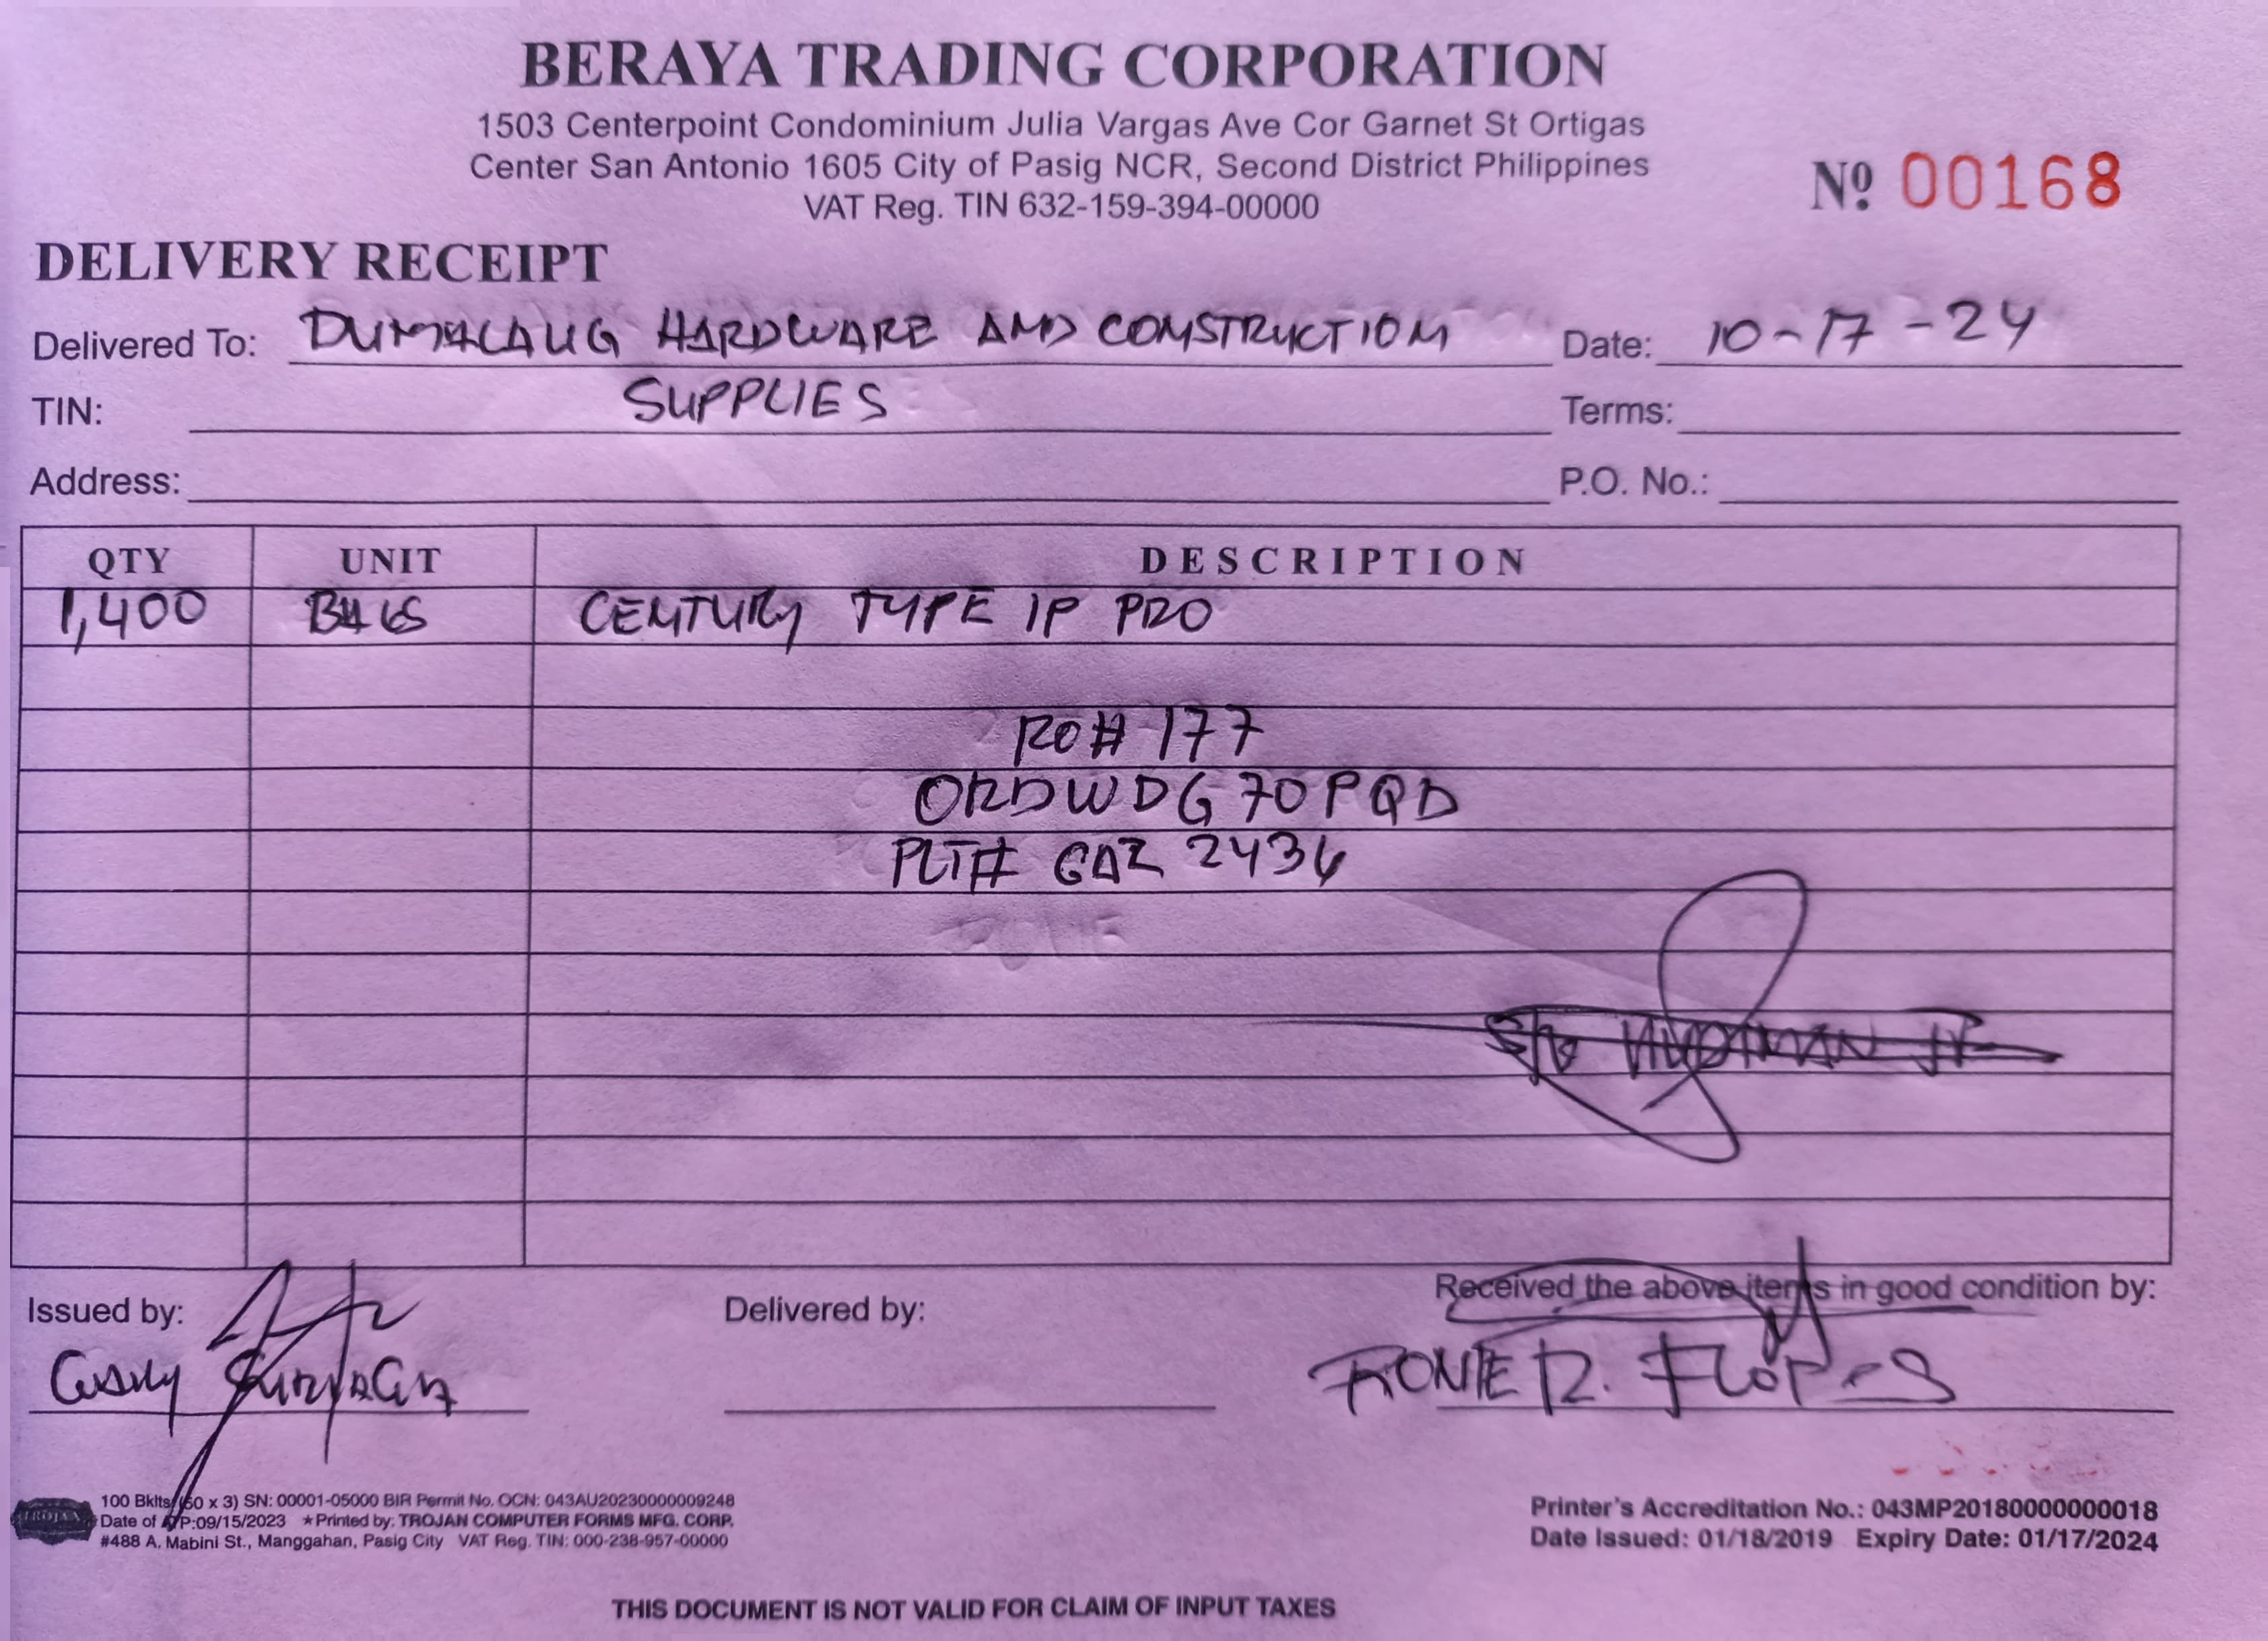 BERAYA TRADING CORPORATION
1503 Centerpoint Condominium Julia Vargas Ave Cor Garnet St Ortigas
Center San Antonio 1605 City of Pasig NCR, Second District Philippines
VAT Reg. TIN 632-159-394-00000
Nº 00168
DELIVERY RECEIPT
Delivered To: DUMALAUG HARDWARE AND CONSTRUCTION Date: 10-17-24
SUPPLIES
TIN: Terms:
Address: P.O. No.:
QTY UNIT DESCRIPTION
1,400 BAGS CENTURY TYPE 1P PRO
RO# 177
ORDWDG70PQD
PLT# GAZ 2436
Issued by: Delivered by: Received the above items in good condition by:
RONIE R. Flores
100 Bklts (50 x 3) SN: 00001-05000 BIR Permit No. OCN: 043AU20230000009248
Date of ATP:09/15/2023 ★Printed by: TROJAN COMPUTER FORMS MFG. CORP.
#488 A. Mabini St., Manggahan, Pasig City VAT Reg. TIN: 000-238-957-00000
TROJAN
Printer's Accreditation No.: 043MP20180000000018
Date Issued: 01/18/2019 Expiry Date: 01/17/2024
THIS DOCUMENT IS NOT VALID FOR CLAIM OF INPUT TAXES